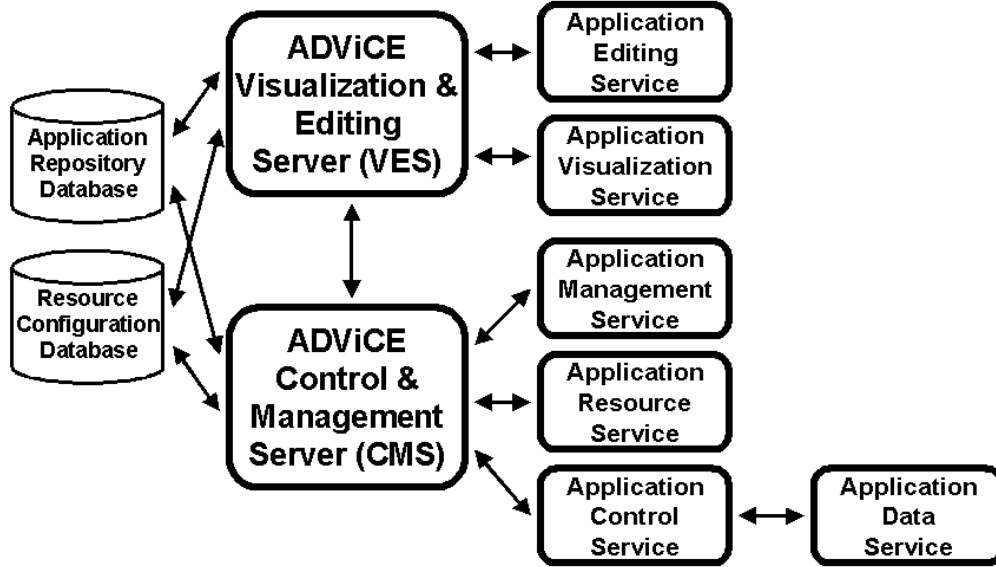 Application
Repository
Database
Resource
Configuration
Database
ADViCE
Visualization &
Editing
Server (VES)
ADViCE
Control &
Management
Server (CMS)
Application
Editing
Service
Application
Visualization
Service
Application
Management
Service
Application
Resource
Service
Application
Control
Service
Application
Data
Service